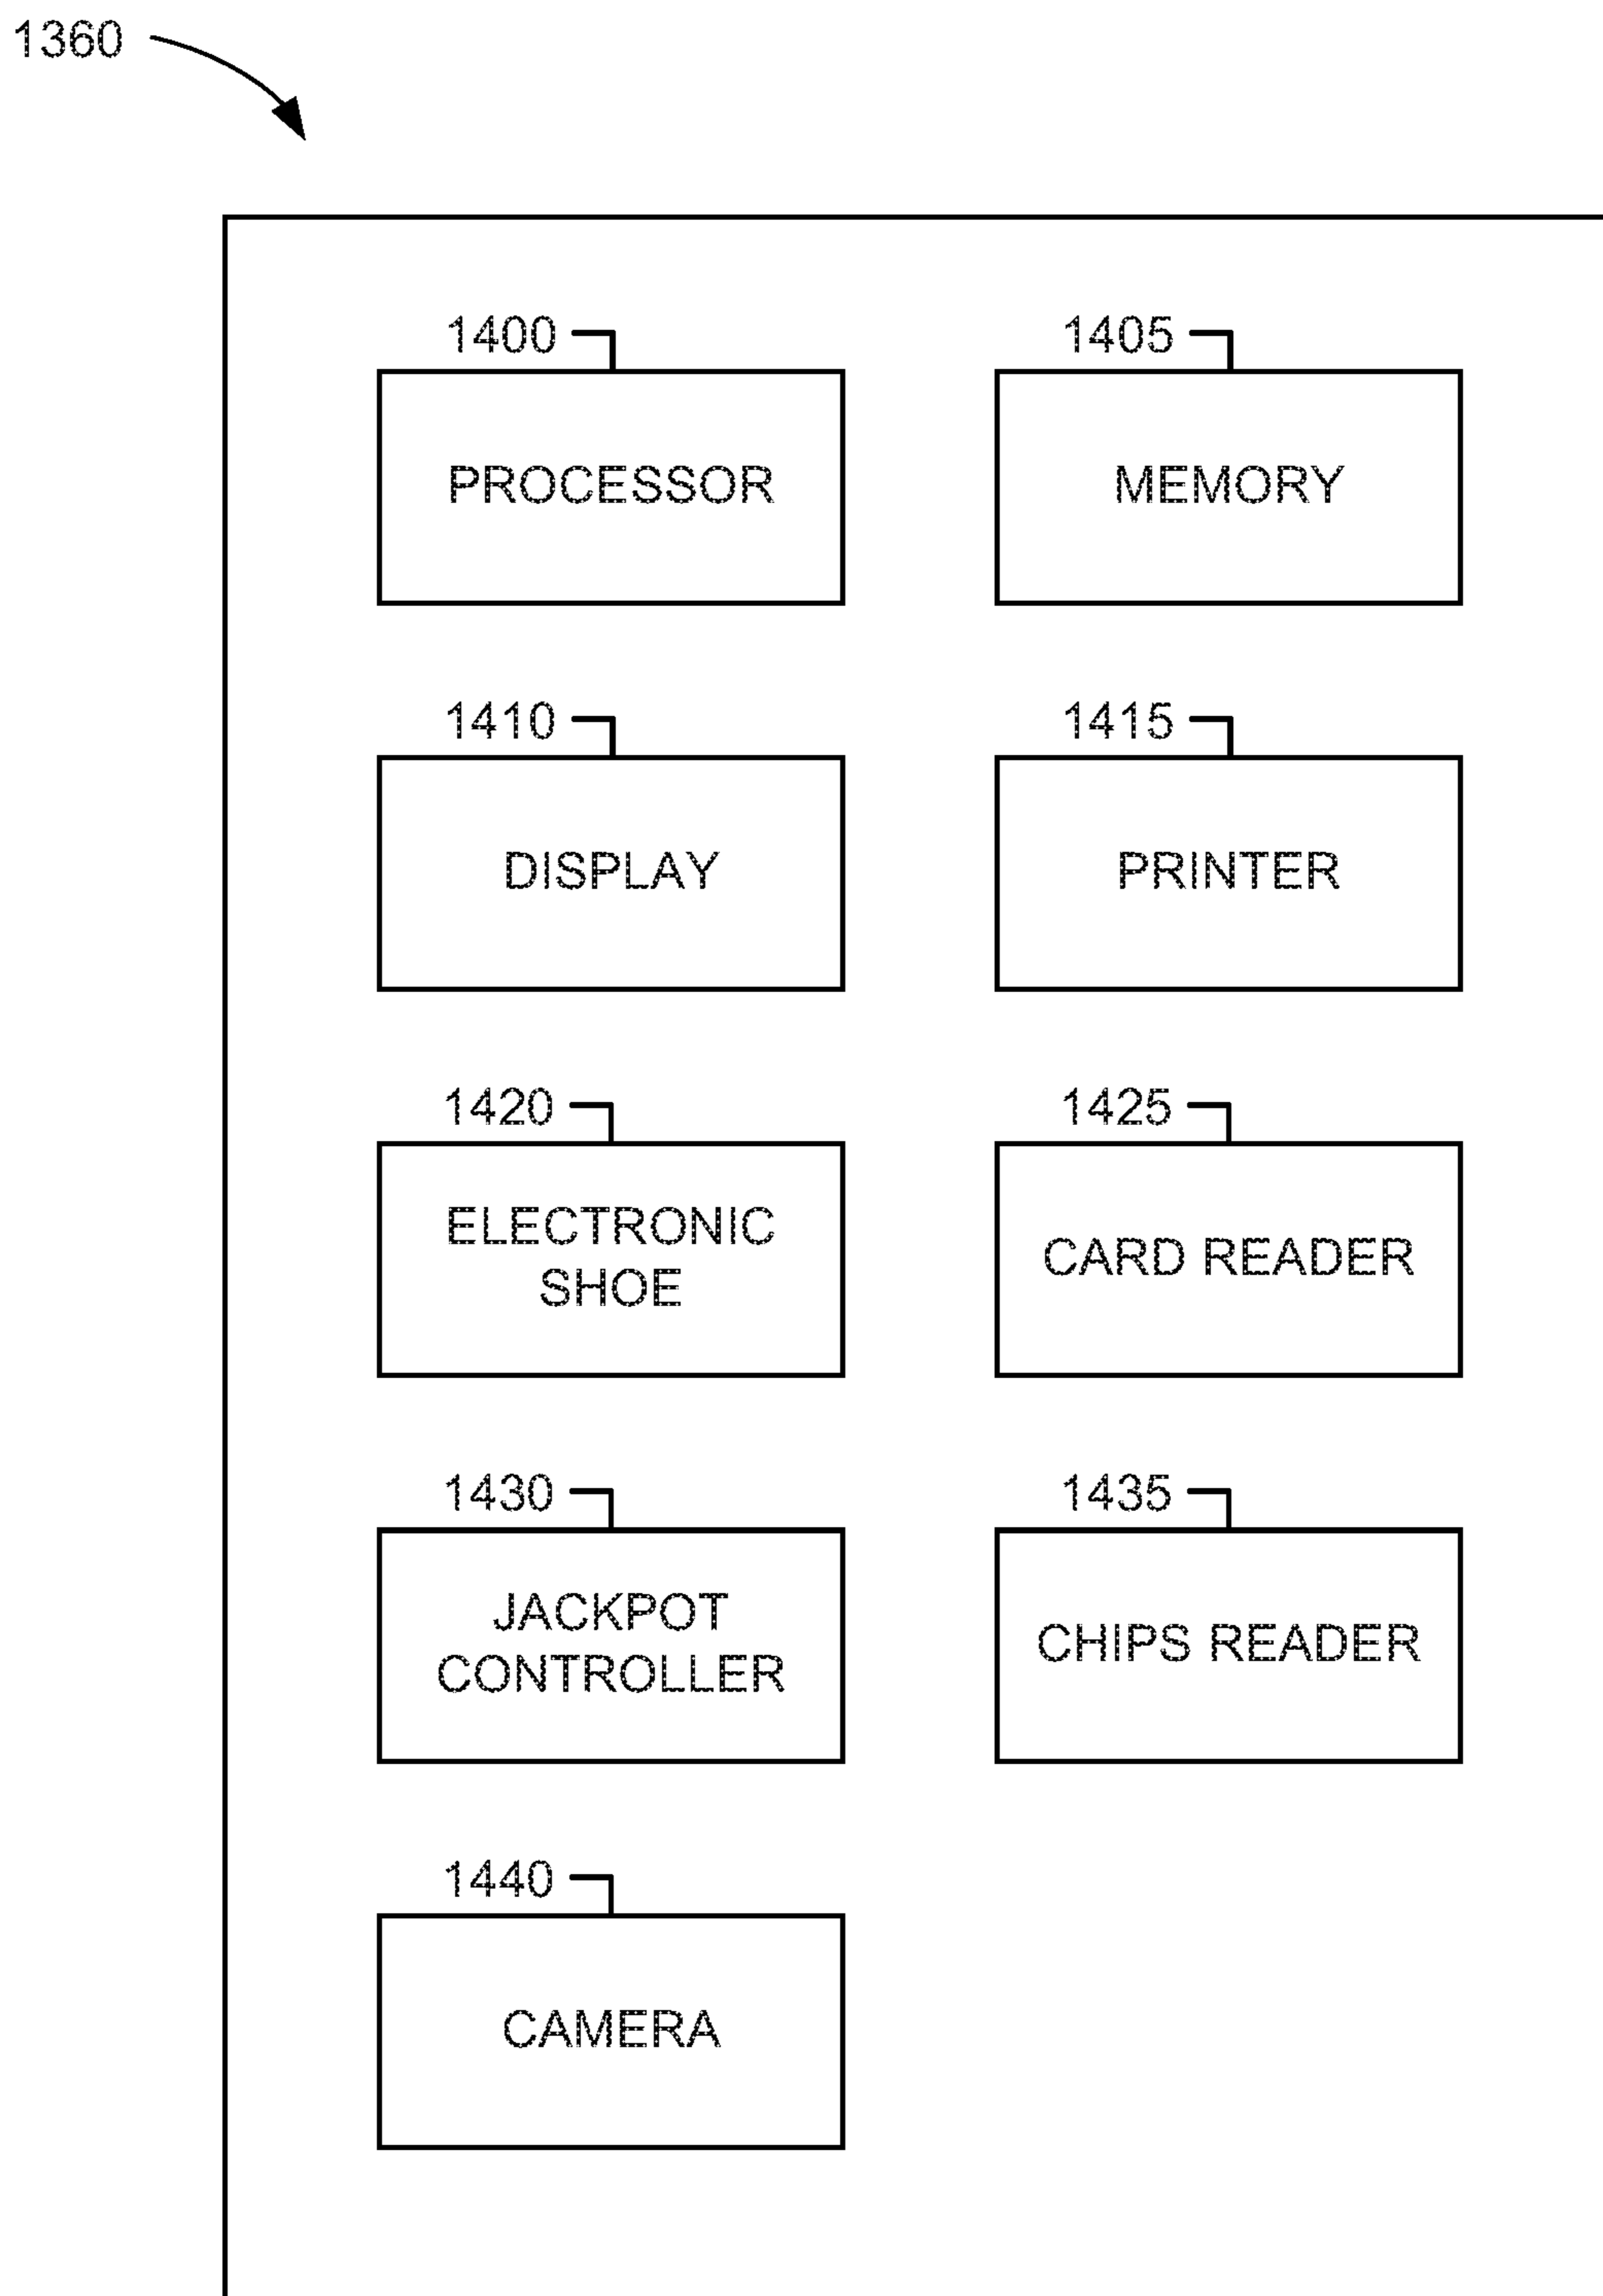 1360
1400
1405
PROCESSOR
MEMORY
1410
1415
DISPLAY
PRINTER
1420
1425
ELECTRONIC
SHOE
CARD READER
1430
1435
JACKPOT
CONTROLLER
CHIPS READER
1440
CAMERA